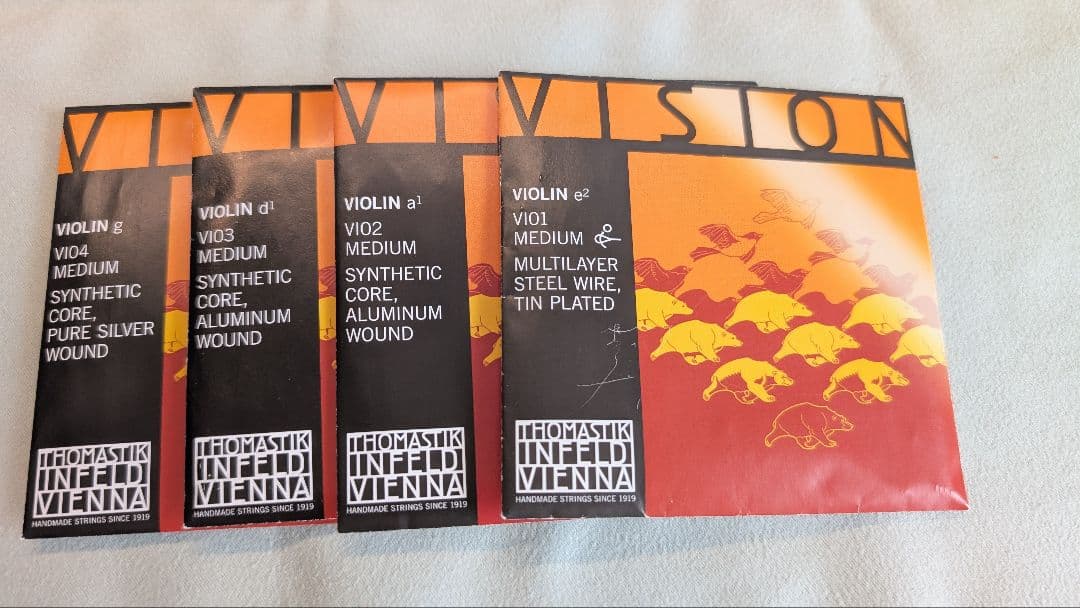 VI
VIOLIN g
VI04
MEDIUM
SYNTHETIC
CORE,
PURE SILVER
WOUND
THOMASTIK
INFELD
VIENNA
HANDMADE STRINGS SINCE 1919
VI
VIOLIN d¹
VI03
MEDIUM
SYNTHETIC
CORE,
ALUMINUM
WOUND
THOMASTIK
INFELD
VIENNA
HANDMADE STRINGS SINCE 1919
VI
VIOLIN a¹
VI02
MEDIUM
SYNTHETIC
CORE,
ALUMINUM
WOUND
THOMASTIK
INFELD
VIENNA
HANDMADE STRINGS SINCE 1919
VISION
VIOLIN e²
VI01
MEDIUM
MULTILAYER
STEEL WIRE,
TIN PLATED
THOMASTIK
INFELD
VIENNA
HANDMADE STRINGS SINCE 1919